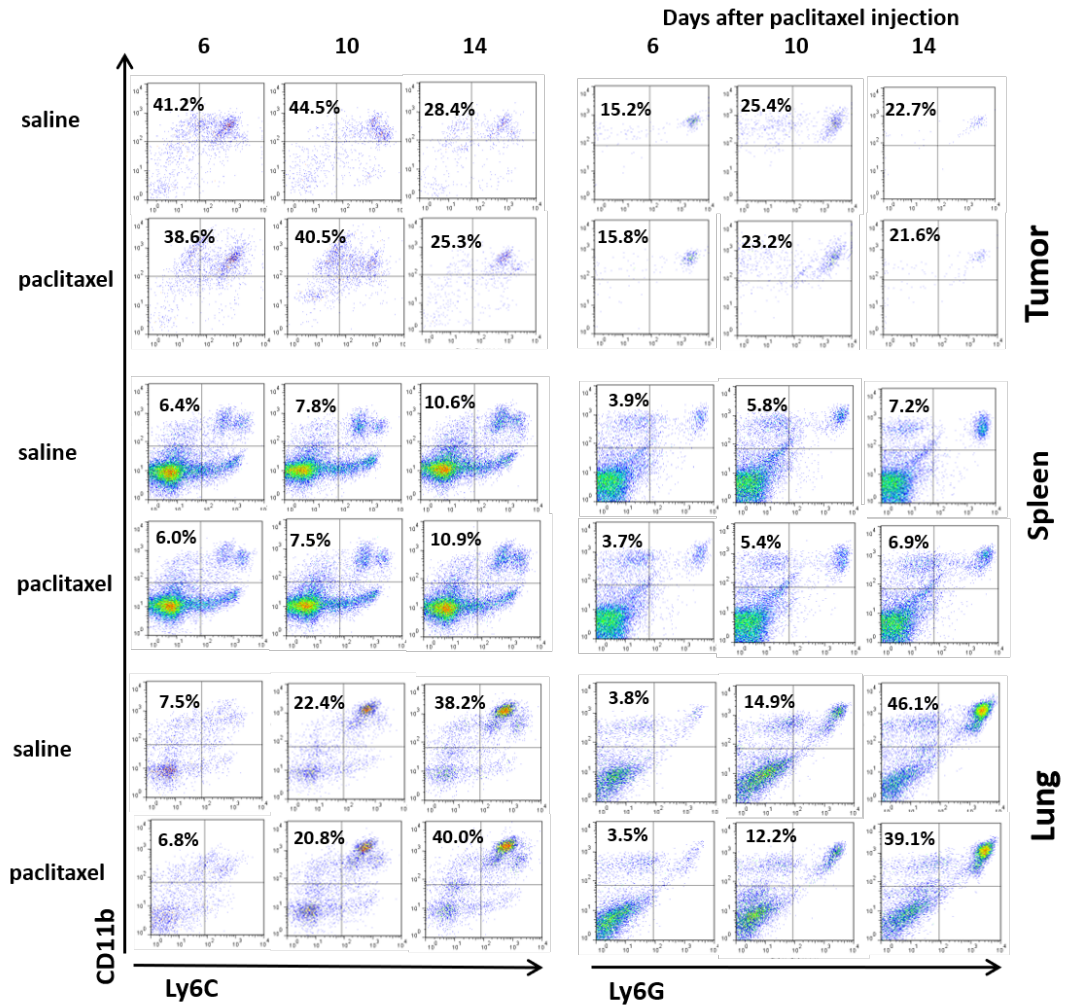 Days after paclitaxel injection
6 10 14 6 10 14
saline 41.2% 44.5% 28.4% 15.2% 25.4% 22.7%
paclitaxel 38.6% 40.5% 25.3% 15.8% 23.2% 21.6%
Tumor
saline 6.4% 7.8% 10.6% 3.9% 5.8% 7.2%
paclitaxel 6.0% 7.5% 10.9% 3.7% 5.4% 6.9%
Spleen
saline 7.5% 22.4% 38.2% 3.8% 14.9% 46.1%
paclitaxel 6.8% 20.8% 40.0% 3.5% 12.2% 39.1%
Lung
CD11b
Ly6C Ly6G